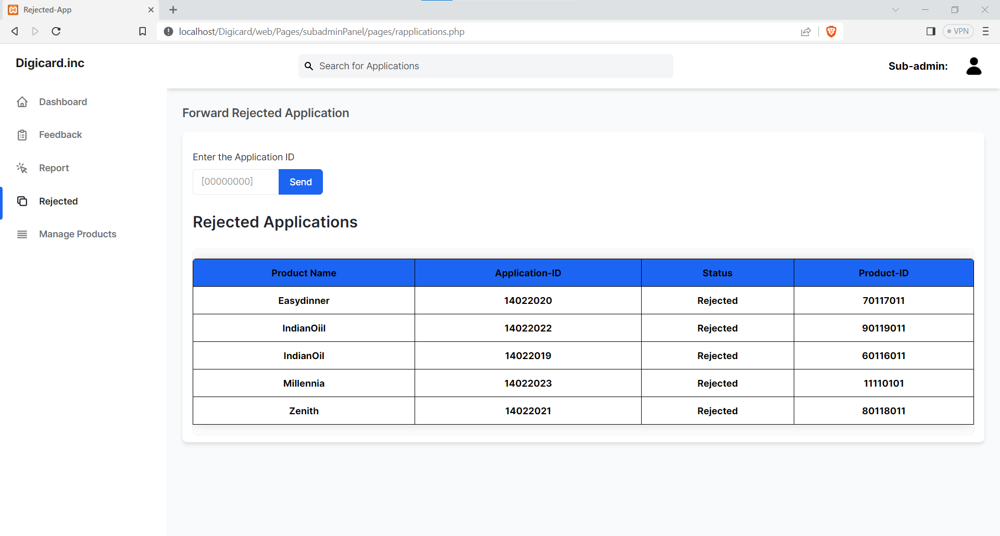 Rejected-App
localhost/Digicard/web/Pages/subadminPanel/pages/rapplications.php
VPN
Digicard.inc
Search for Applications
Sub-admin:
Dashboard
Feedback
Report
Rejected
Manage Products
Forward Rejected Application
Enter the Application ID
[00000000]
Send
Rejected Applications
Product Name Application-ID Status Product-ID
Easydinner 14022020 Rejected 70117011
IndianOiil 14022022 Rejected 90119011
IndianOil 14022019 Rejected 60116011
Millennia 14022023 Rejected 11110101
Zenith 14022021 Rejected 80118011